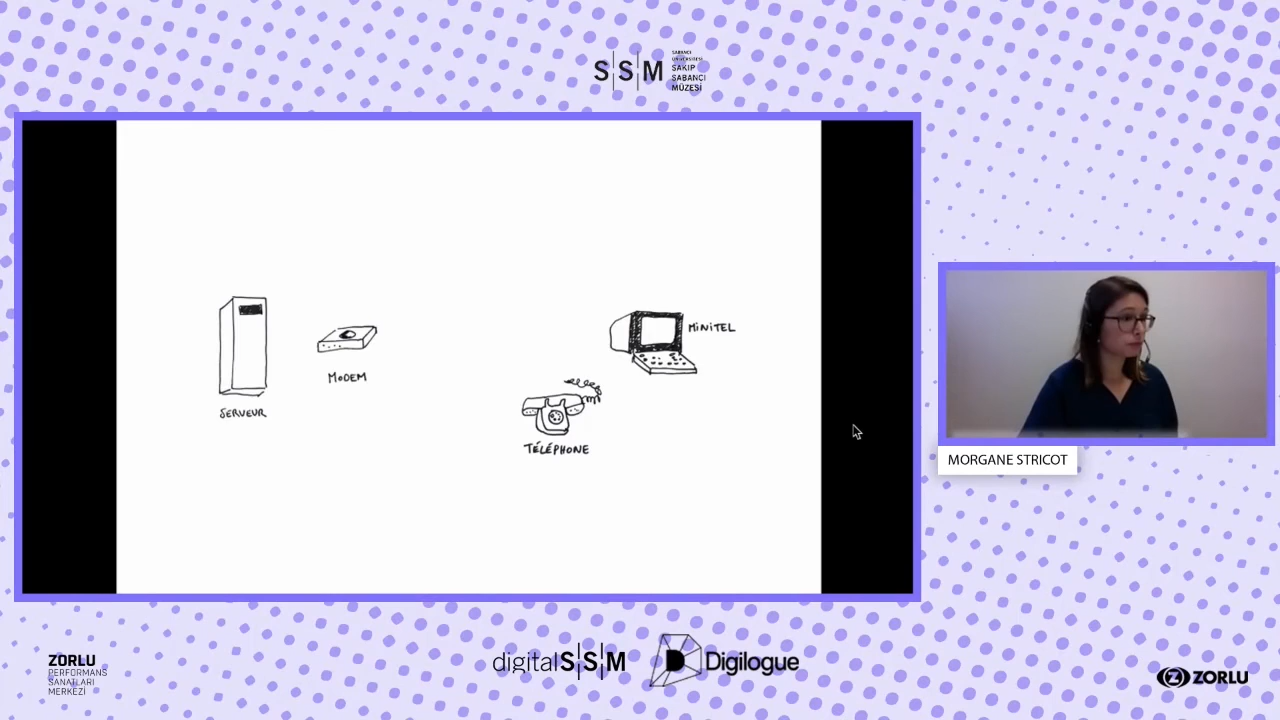 S|S|M
SABANCI
ÜNİVERSİTESİ
SAKIP
SABANCI
MÜZESİ
MiNiTEL
MODEM
SERVEUR
TÉLÉPHONE
MORGANE STRICOT
ZORLU
PERFORMANS
SANATLARI
MERKEZİ
digitalS|S|M
D Digilogue
Z ZORLU